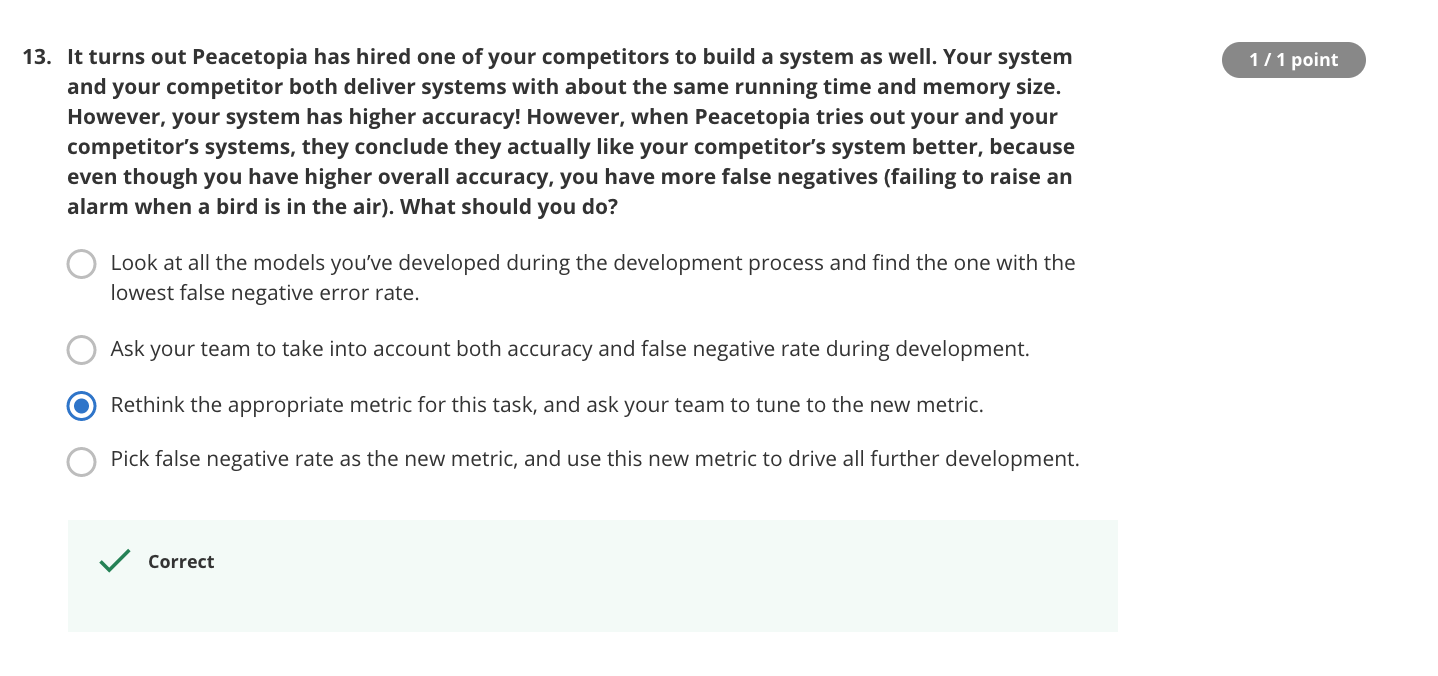 13. It turns out Peacetopia has hired one of your competitors to build a system as well. Your system
1 / 1 point
and your competitor both deliver systems with about the same running time and memory size.
However, your system has higher accuracy! However, when Peacetopia tries out your and your
competitor’s systems, they conclude they actually like your competitor’s system better, because
even though you have higher overall accuracy, you have more false negatives (failing to raise an
alarm when a bird is in the air). What should you do?
Look at all the models you’ve developed during the development process and find the one with the
lowest false negative error rate.
Ask your team to take into account both accuracy and false negative rate during development.
Rethink the appropriate metric for this task, and ask your team to tune to the new metric.
Pick false negative rate as the new metric, and use this new metric to drive all further development.
Correct